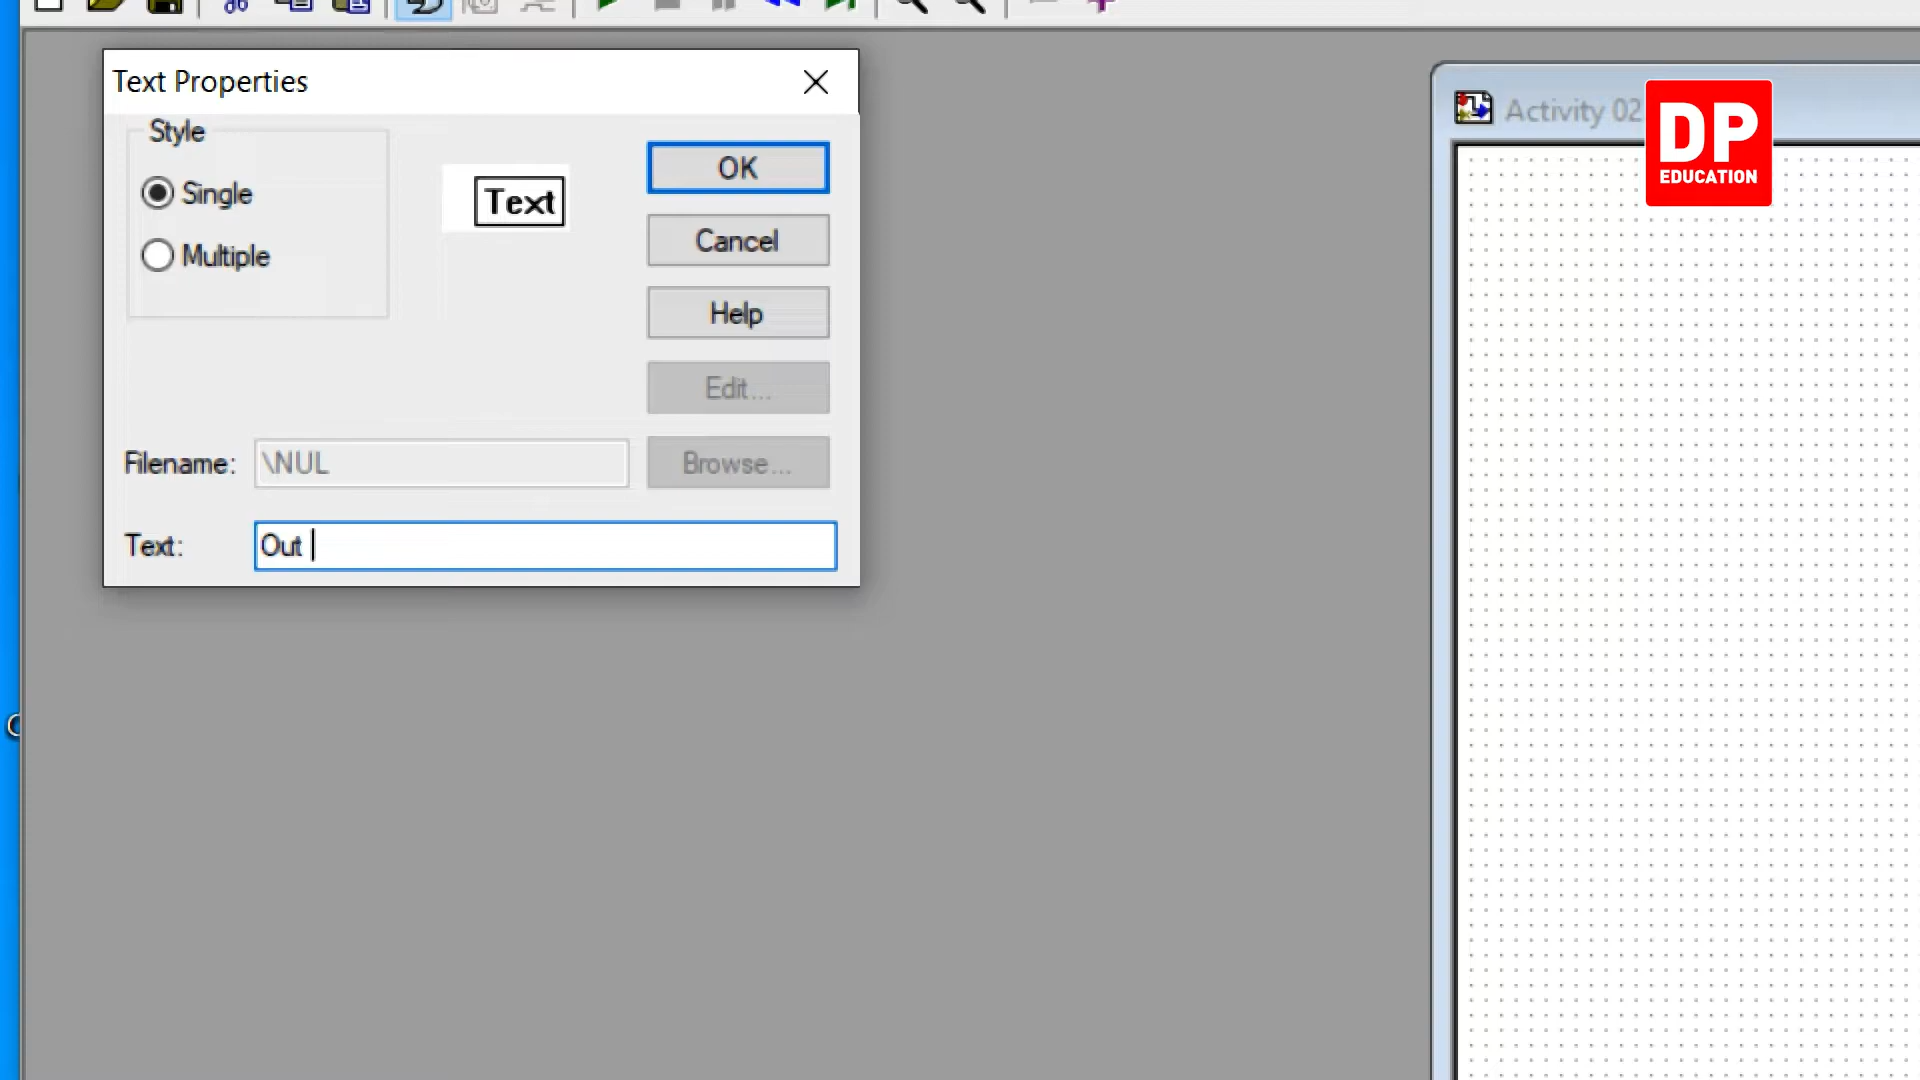 Text Properties
Style
Single
Multiple
Text
OK
Cancel
Help
Edit...
Filename:
\NUL
Browse...
Text:
Out
Activity 02
DP
EDUCATION